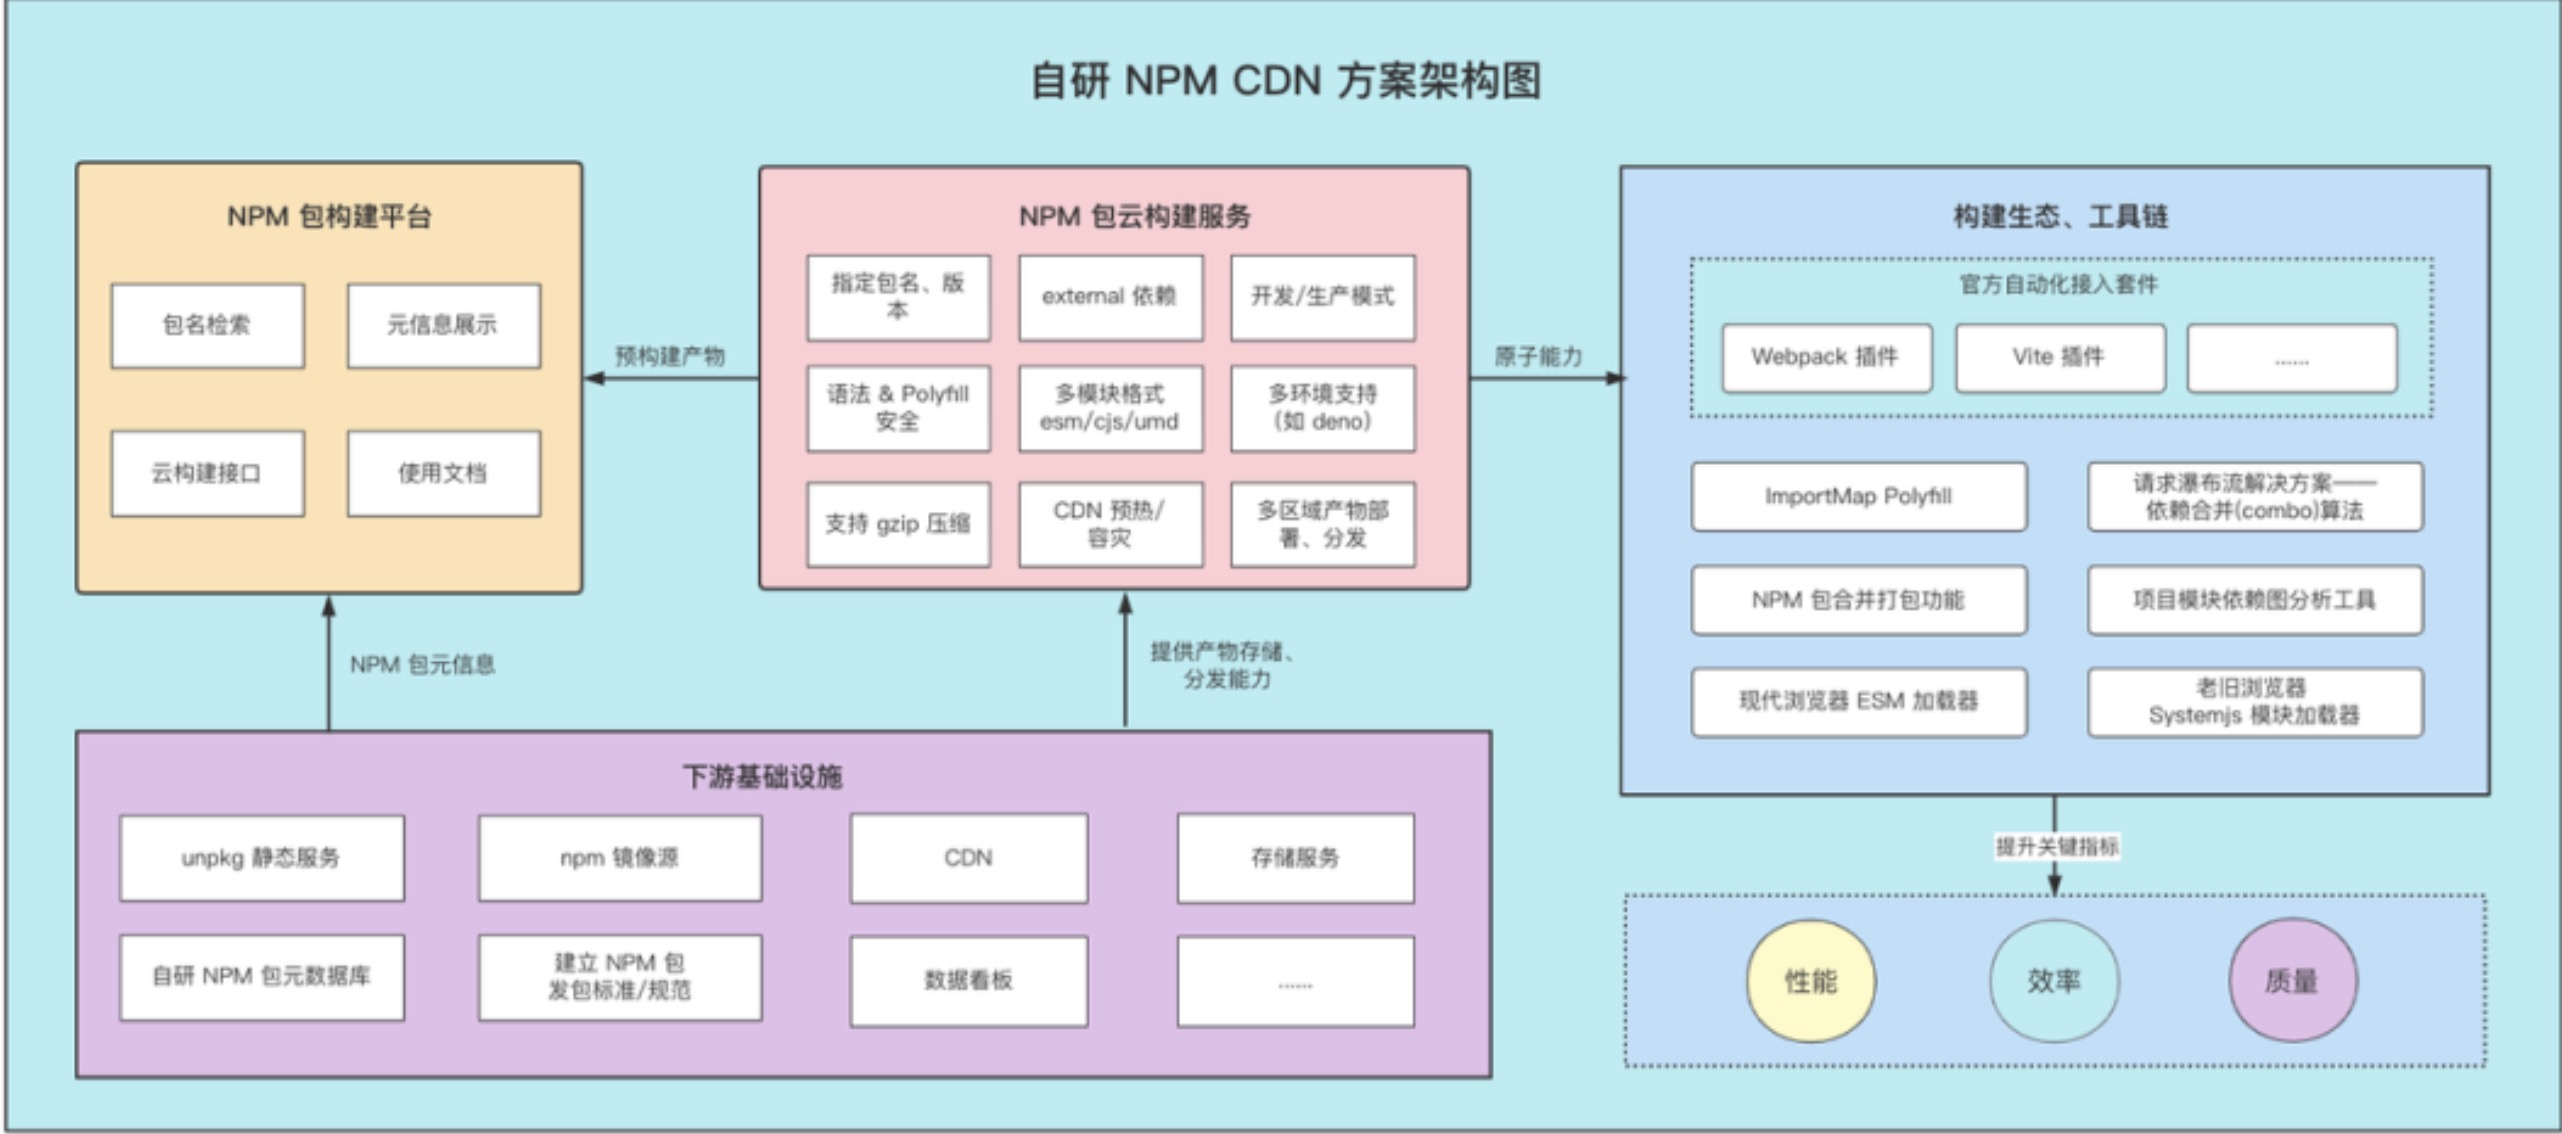 自研 NPM CDN 方案架构图
NPM 包构建平台
包名检索
元信息展示
云构建接口
使用文档
预构建产物
NPM 包云构建服务
指定包名、版
本
external 依赖
开发/生产模式
语法 & Polyfill
安全
多模块格式
esm/cjs/umd
多环境支持
（如 deno）
支持 gzip 压缩
CDN 预热/
容灾
多区域产物部
署、分发
原子能力
构建生态、工具链
官方自动化接入套件
Webpack 插件
Vite 插件
......
ImportMap Polyfill
请求瀑布流解决方案——
依赖合并(combo)算法
NPM 包合并打包功能
项目模块依赖图分析工具
现代浏览器 ESM 加载器
老旧浏览器
Systemjs 模块加载器
NPM 包元信息
提供产物存储、
分发能力
下游基础设施
unpkg 静态服务
npm 镜像源
CDN
存储服务
自研 NPM 包元数据库
建立 NPM 包
发包标准/规范
数据看板
......
提升关键指标
性能
效率
质量